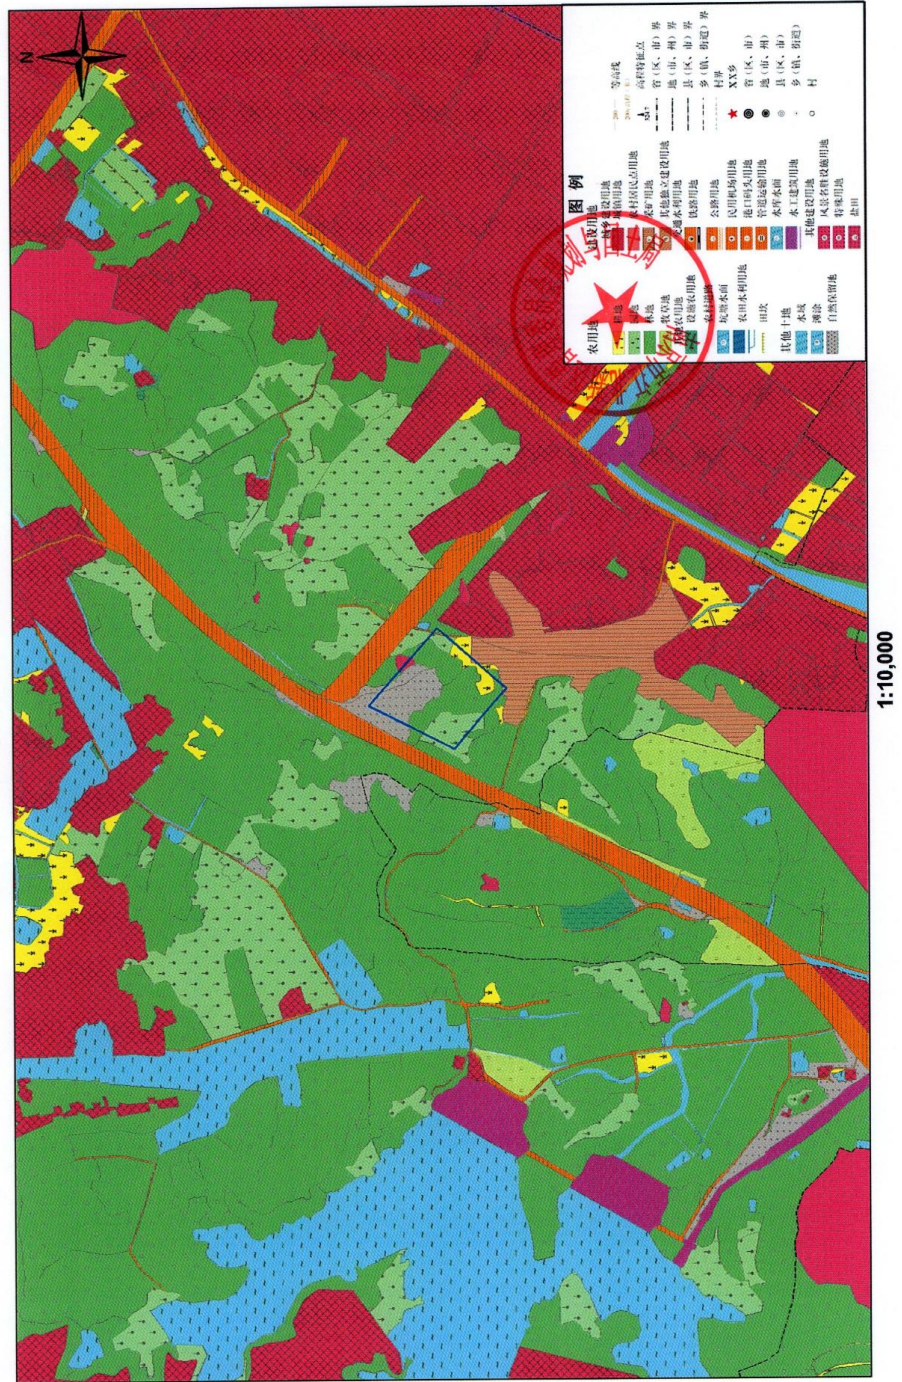 N
图 例
农用地
耕地
园地
林地
牧草地
设施农用地
农村道路
坑塘水面
农田水利用地
田坎
其他土地
水域
滩涂
自然保留地
建设用地
农村居民点用地
采矿用地
其他独立建设用地
交通水利用地
铁路用地
公路用地
民用机场用地
港口码头用地
管道运输用地
水库水面
水工建筑用地
其他建设用地
风景名胜设施用地
特殊用地
盐田
等高线
高程特征点
省（区、市）界
地（市、州）界
县（区、市）界
乡（镇、街道）界
村界
XX乡
省（区、市）
地（市、州）
县（区、市）
乡（镇、街道）
村
1:10,000